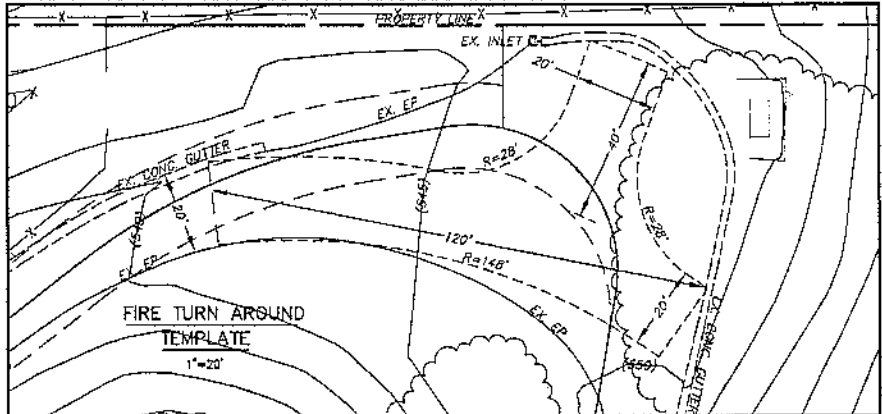 PROPERTY LINE
EX. INLET
20'
EX. EP
40'
EX. CONC. GUTTER
R=28'
20'
120'
R=28'
R=148'
EX. EP
EX. EP
20'
FIRE TURN AROUND
TEMPLATE
1"=20'
(550)
EX. CONC. GUTTER